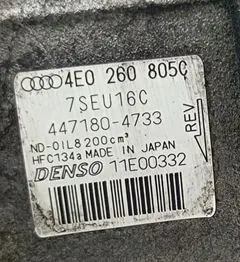 4E0 260 805C
7SEU16C
447180-4733
ND-OIL8 200cm³
HFC134a MADE IN JAPAN
DENSO 11E00332
REV